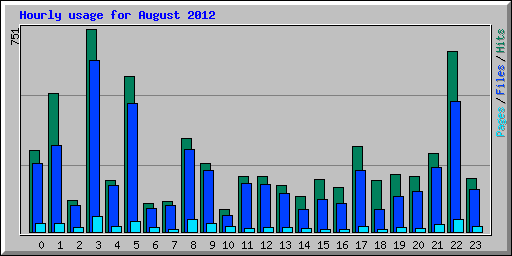 Hourly usage for August 2012
751
Pages/Files/Hits
0 1 2 3 4 5 6 7 8 9 10 11 12 13 14 15 16 17 18 19 20 21 22 23